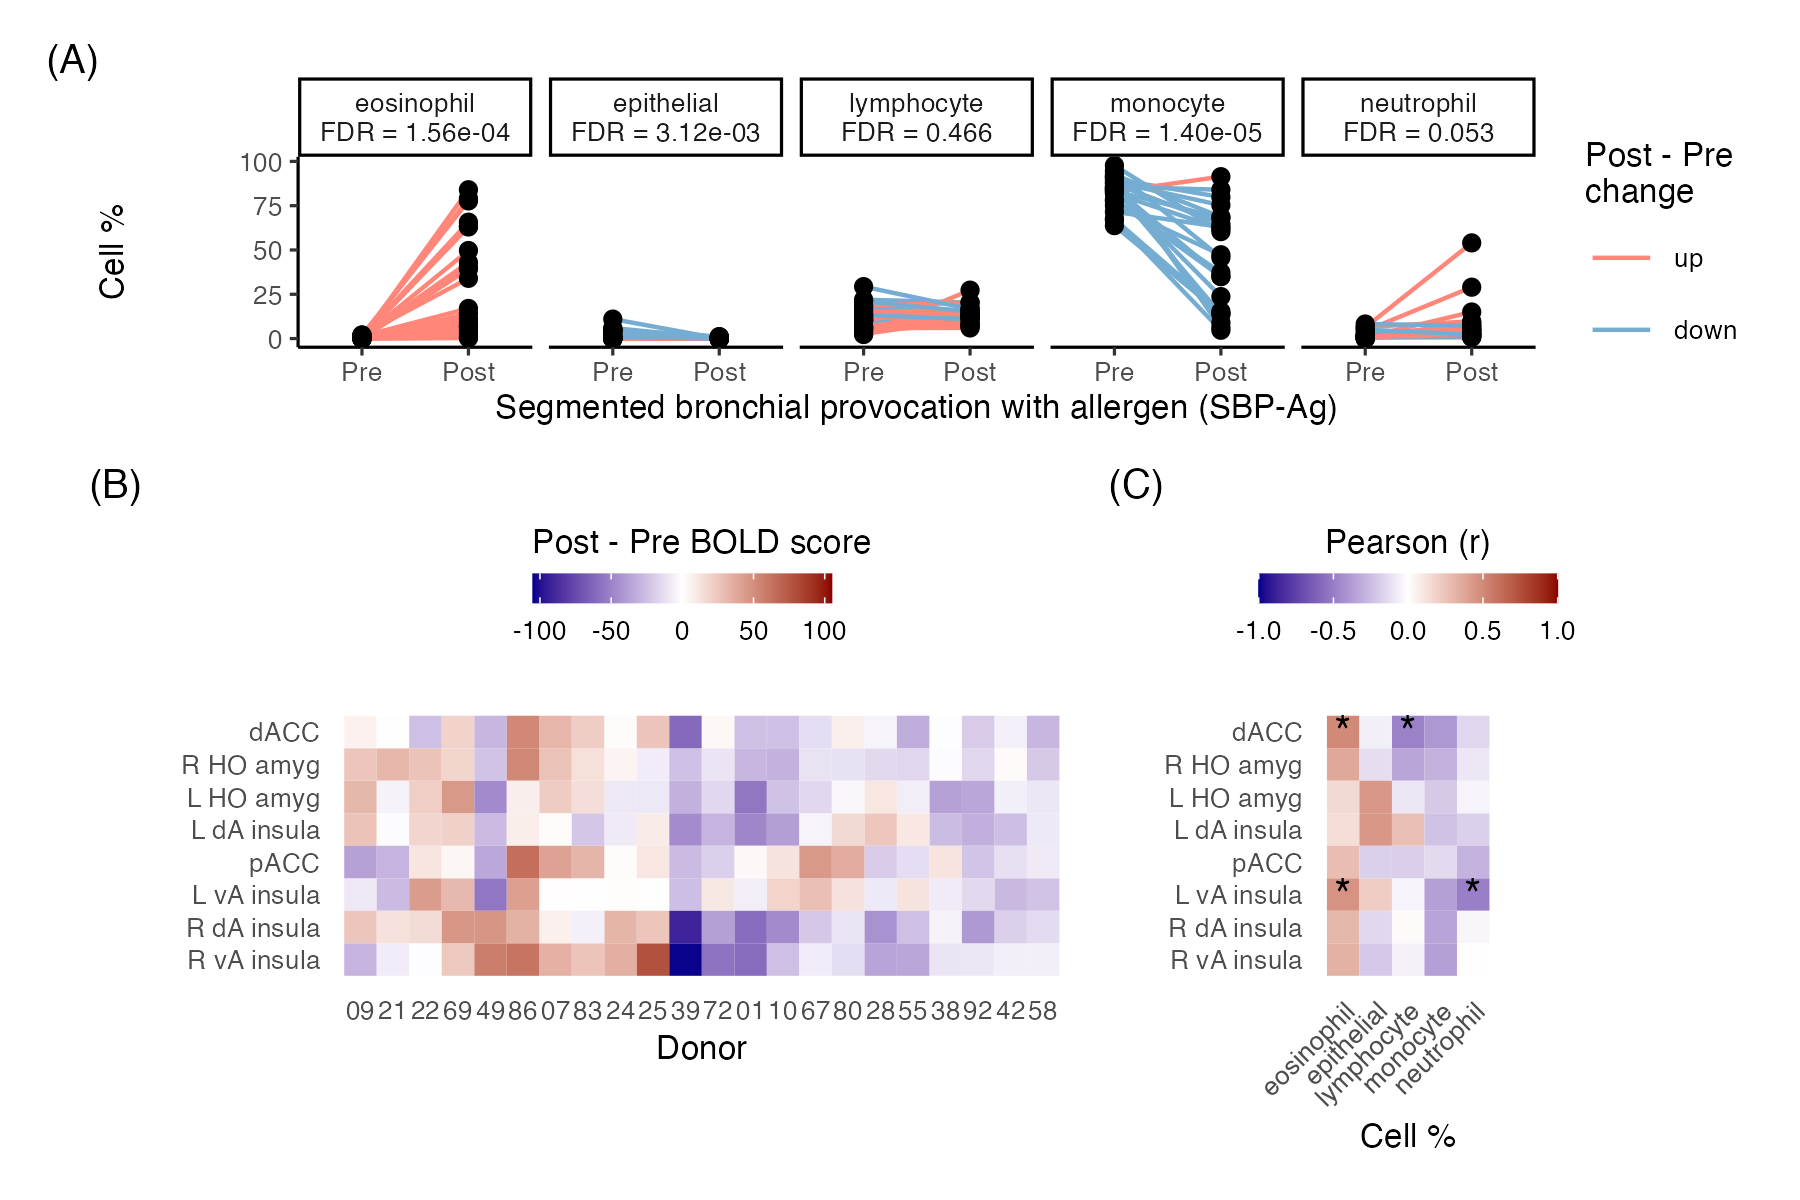 (A)
eosinophil
FDR = 1.56e-04
epithelial
FDR = 3.12e-03
lymphocyte
FDR = 0.466
monocyte
FDR = 1.40e-05
neutrophil
FDR = 0.053
Cell %
100
75
50
25
0
Pre Post Pre Post Pre Post Pre Post Pre Post
Segmented bronchial provocation with allergen (SBP-Ag)
Post - Pre
change
up
down
(B)
Post - Pre BOLD score
-100 -50 0 50 100
dACC
R HO amyg
L HO amyg
L dA insula
pACC
L vA insula
R dA insula
R vA insula
09 21 22 69 49 86 07 83 24 25 39 72 01 10 67 80 28 55 38 92 42 58
Donor
(C)
Pearson (r)
-1.0 -0.5 0.0 0.5 1.0
dACC * *
R HO amyg
L HO amyg
L dA insula
pACC
L vA insula * *
R dA insula
R vA insula
eosinophil
epithelial
lymphocyte
monocyte
neutrophil
Cell %